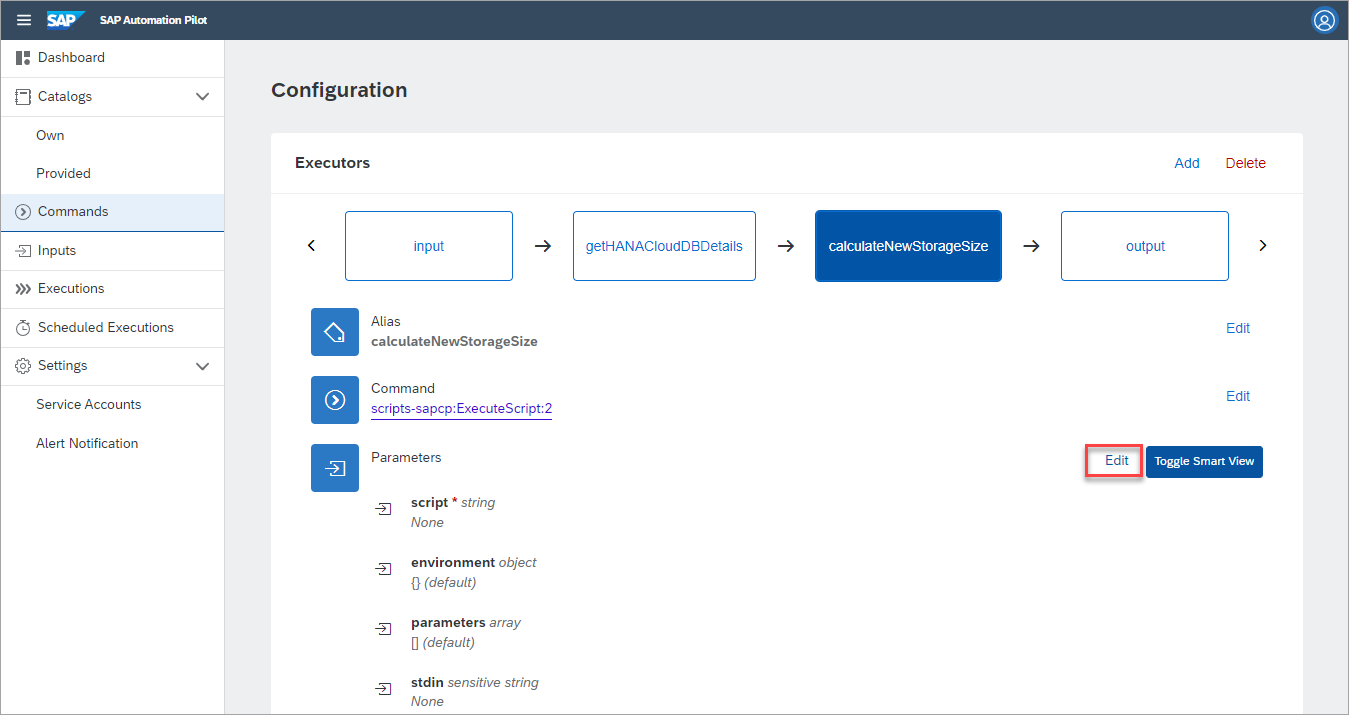 SAP SAP Automation Pilot
Dashboard
Catalogs
Own
Provided
Commands
Inputs
Executions
Scheduled Executions
Settings
Service Accounts
Alert Notification
Configuration
Executors Add Delete
input getHANACloudDBDetails calculateNewStorageSize output
Alias Edit
calculateNewStorageSize
Command Edit
scripts-sapcp:ExecuteScript:2
Parameters Edit Toggle Smart View
script * string
None
environment object
{} (default)
parameters array
[] (default)
stdin sensitive string
None